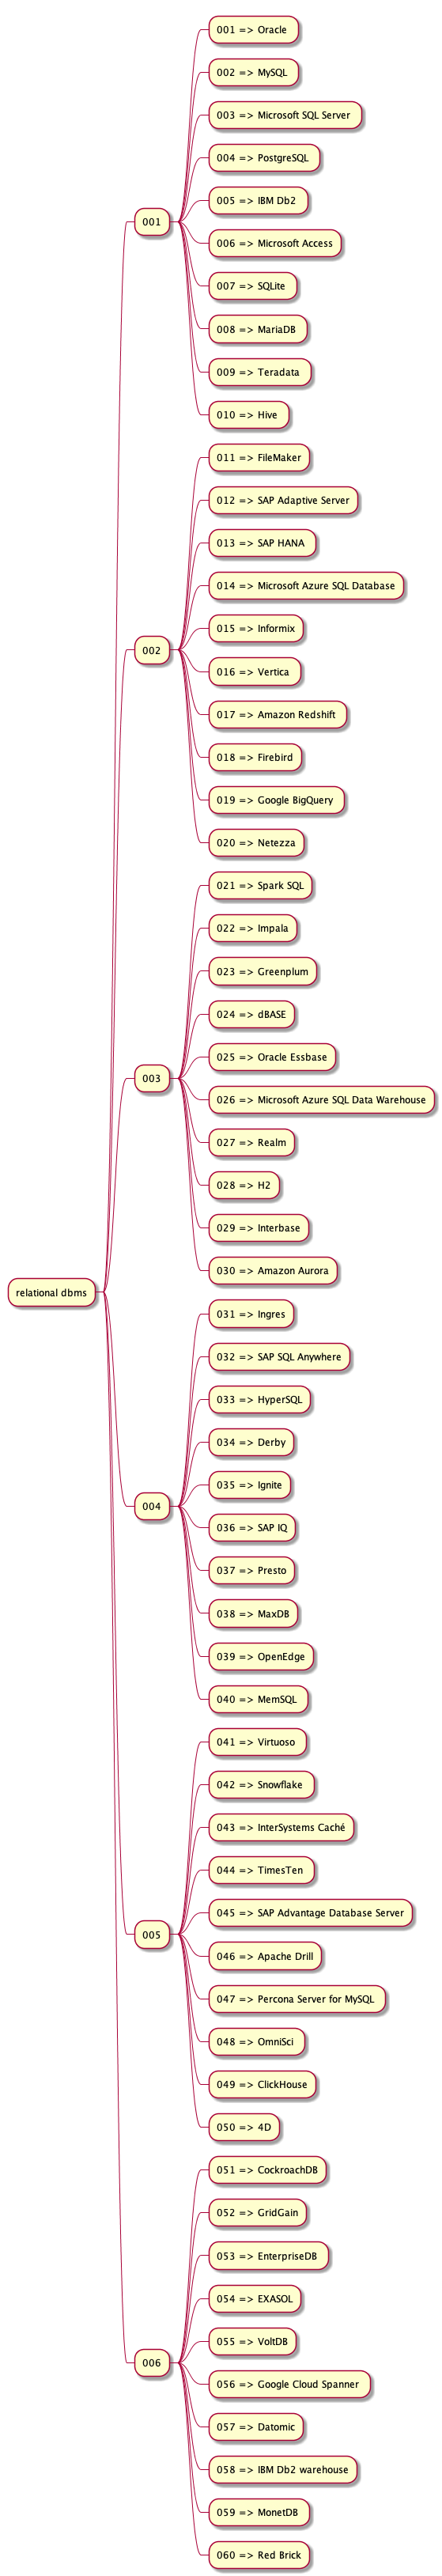 001 => Oracle
002 => MySQL
003 => Microsoft SQL Server
004 => PostgreSQL
005 => IBM Db2
001
006 => Microsoft Access
007 => SQLite
008 => MariaDB
009 => Teradata
010 => Hive
011 => FileMaker
012 => SAP Adaptive Server
013 => SAP HANA
014 => Microsoft Azure SQL Database
015 => Informix
002
016 => Vertica
017 => Amazon Redshift
018 => Firebird
019 => Google BigQuery
020 => Netezza
021 => Spark SQL
022 => Impala
023 => Greenplum
024 => dBASE
025 => Oracle Essbase
003
026 => Microsoft Azure SQL Data Warehouse
027 => Realm
028 => H2
029 => Interbase
030 => Amazon Aurora
relational dbms
031 => Ingres
032 => SAP SQL Anywhere
033 => HyperSQL
034 => Derby
035 => Ignite
004
036 => SAP IQ
037 => Presto
038 => MaxDB
039 => OpenEdge
040 => MemSQL
041 => Virtuoso
042 => Snowflake
043 => InterSystems Caché
044 => TimesTen
045 => SAP Advantage Database Server
005
046 => Apache Drill
047 => Percona Server for MySQL
048 => OmniSci
049 => ClickHouse
050 => 4D
051 => CockroachDB
052 => GridGain
053 => EnterpriseDB
054 => EXASOL
055 => VoltDB
006
056 => Google Cloud Spanner
057 => Datomic
058 => IBM Db2 warehouse
059 => MonetDB
060 => Red Brick